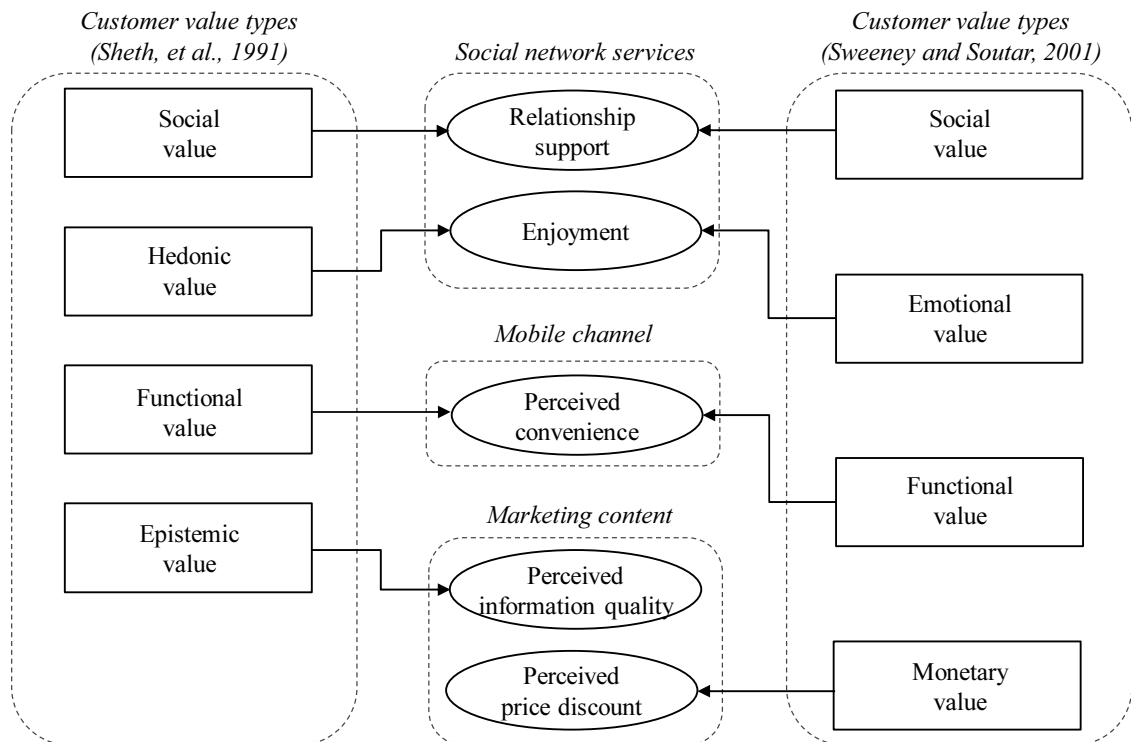 Customer value types
(Sheth, et al., 1991)
Social
value
Hedonic
value
Functional
value
Epistemic
value
Social network services
Relationship
support
Enjoyment
Mobile channel
Perceived
convenience
Marketing content
Perceived
information quality
Perceived
price discount
Customer value types
(Sweeney and Soutar, 2001)
Social
value
Emotional
value
Functional
value
Monetary
value